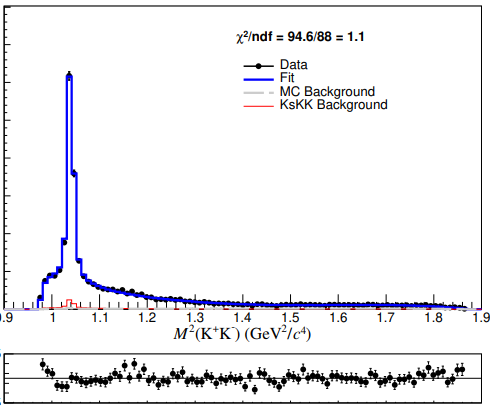 χ²/ndf = 94.6/88 = 1.1
Data
Fit
MC Background
KsKK Background
0.9 1 1.1 1.2 1.3 1.4 1.5 1.6 1.7 1.8 1.9
M²(K⁺K⁻) (GeV²/c⁴)